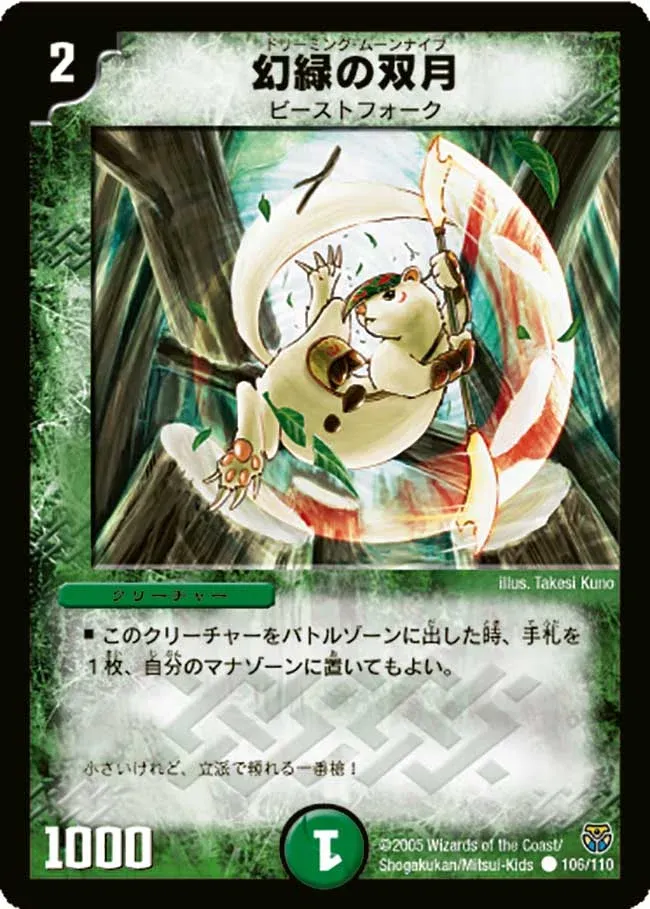 2
ドリーミング・ムーンナイフ
幻緑の双月
ビーストフォーク
illus. Takesi Kuno
クリーチャー
■ このクリーチャーをバトルゾーンに出した時、手札を
1枚、自分のマナゾーンに置いてもよい。
小さいけれど、立派で頼れる一番槍！
1000
1
©2005 Wizards of the Coast/
Shogakukan/Mitsui-Kids ● 106/110